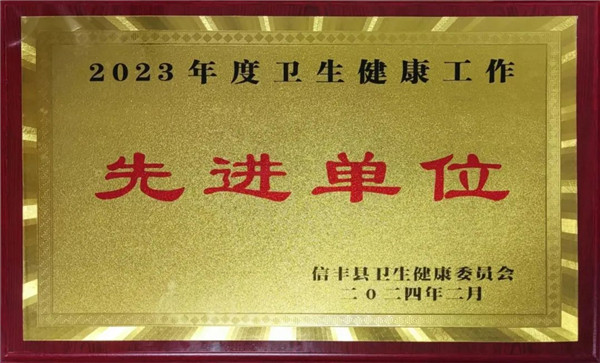 2023年度卫生健康工作
先进单位
信丰县卫生健康委员会
二0二四年二月